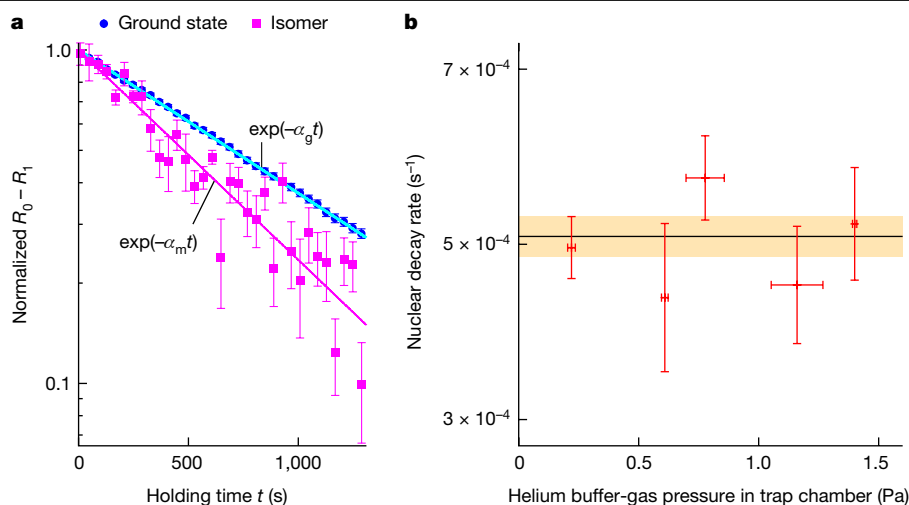 a
Ground state
Isomer
1.0
0.1
Normalized R₀ – R₁
exp(–α_g t)
exp(–α_m t)
0
500
1,000
Holding time t (s)
b
7 × 10⁻⁴
5 × 10⁻⁴
3 × 10⁻⁴
Nuclear decay rate (s⁻¹)
0
0.5
1.0
1.5
Helium buffer-gas pressure in trap chamber (Pa)